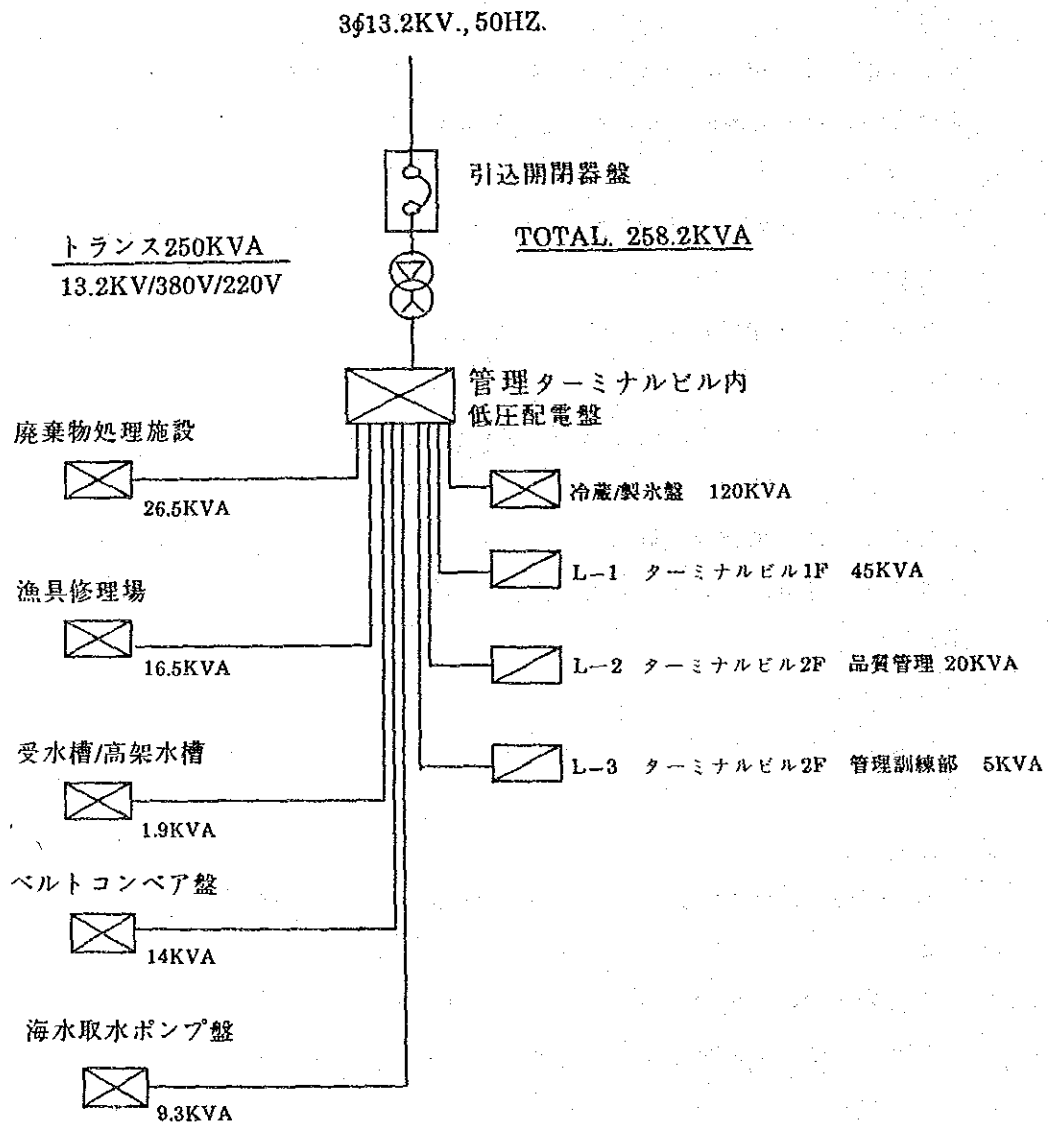 3φ13.2KV., 50HZ.
引込開閉器盤
TOTAL. 258.2KVA
トランス250KVA
13.2KV/380V/220V
管理ターミナルビル内
低圧配電盤
廃棄物処理施設
26.5KVA
冷蔵/製氷盤 120KVA
L-1 ターミナルビル1F 45KVA
漁具修理場
16.5KVA
L-2 ターミナルビル2F 品質管理 20KVA
受水槽/高架水槽
1.9KVA
L-3 ターミナルビル2F 管理訓練部 5KVA
ベルトコンベア盤
14KVA
海水取水ポンプ盤
9.3KVA